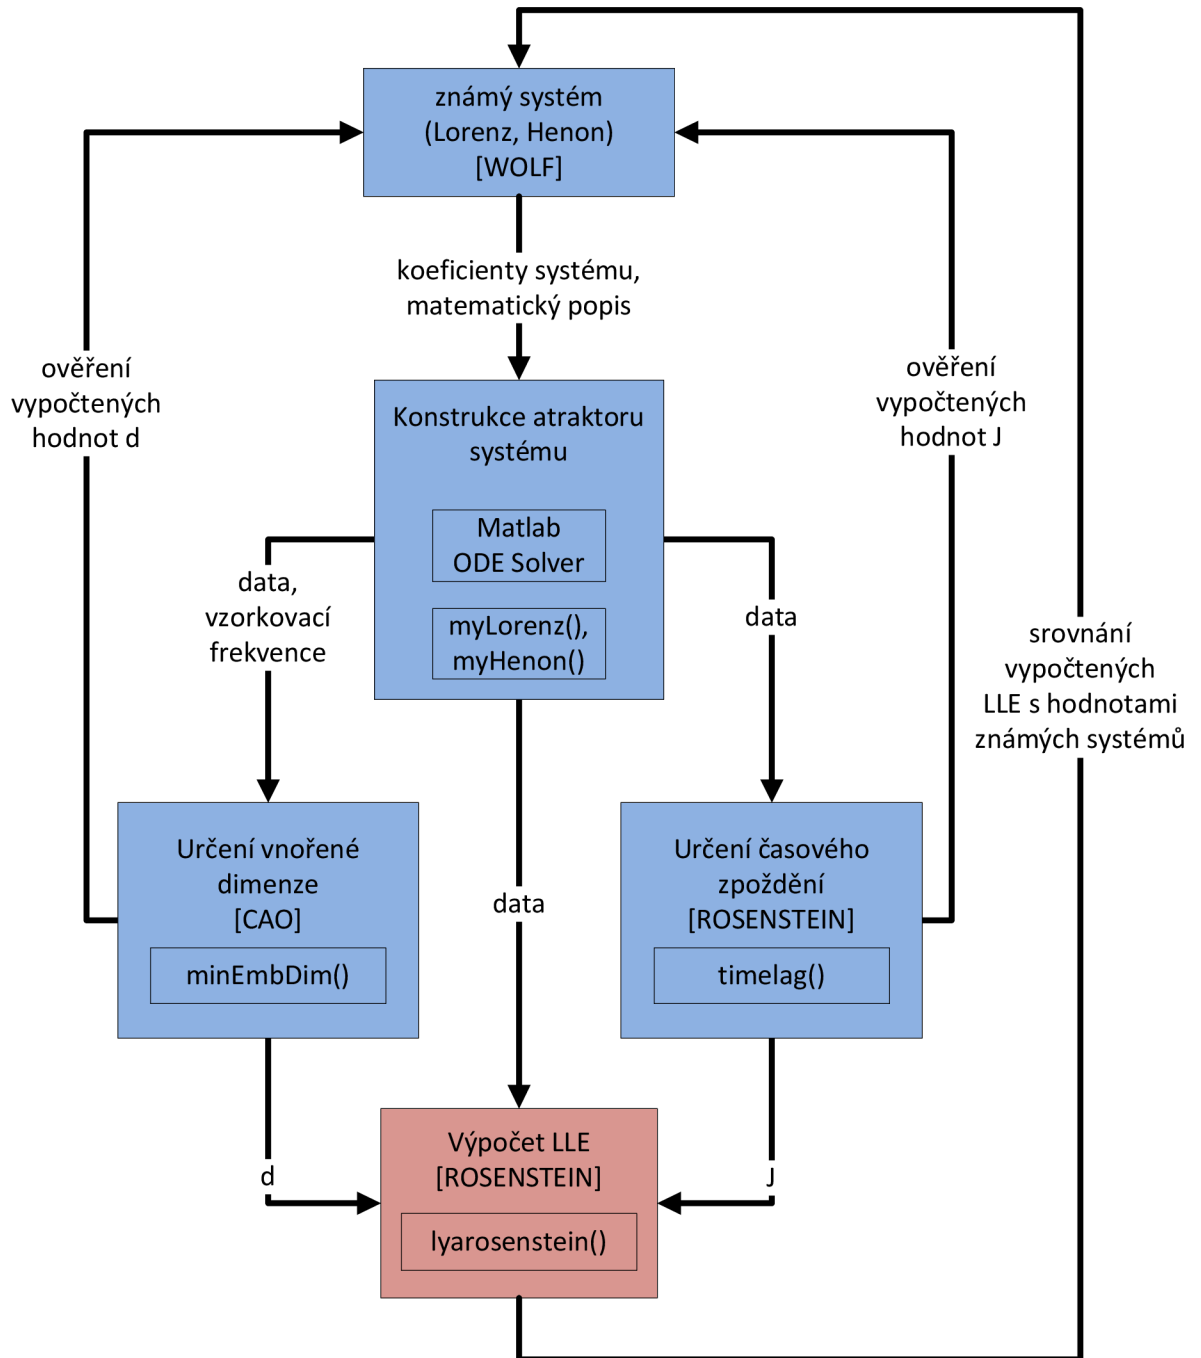 známý systém
(Lorenz, Henon)
[WOLF]
koeficienty systému,
matematický popis
ověření
vypočtených
hodnot d
ověření
vypočtených
hodnot J
Konstrukce atraktoru
systému
Matlab
ODE Solver
myLorenz(),
myHenon()
data,
vzorkovací
frekvence
data
srovnání
vypočtených
LLE s hodnotami
známých systémů
Určení vnořené
dimenze
[CAO]
minEmbDim()
data
Určení časového
zpoždění
[ROSENSTEIN]
timelag()
d
J
Výpočet LLE
[ROSENSTEIN]
lyarosenstein()